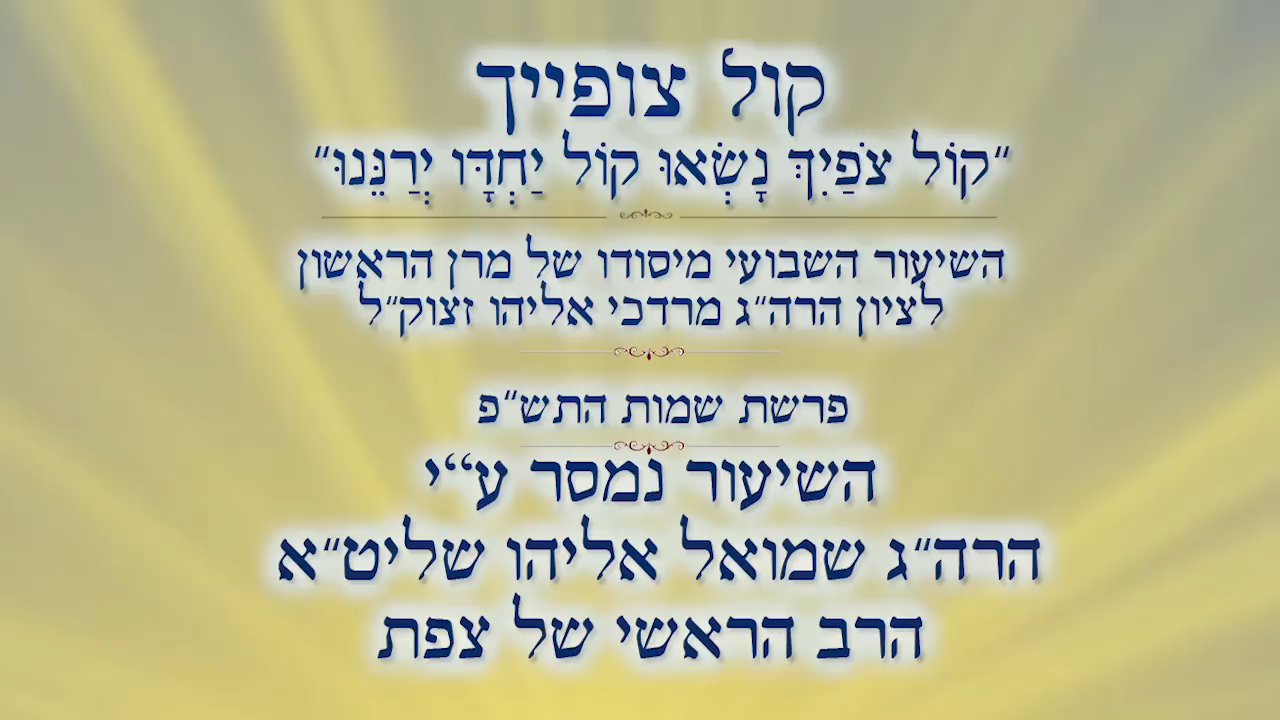 קול צופייך
"קוֹל צֹפַיִךְ נָשְׂאוּ קוֹל יַחְדָּו יְרַנֵּנוּ"
השיעור השבועי מיסודו של מרן הראשון
לציון הרה"ג מרדכי אליהו זצוק"ל
פרשת שמות התש"פ
השיעור נמסר ע"י
הרה"ג שמואל אליהו שליט"א
הרב הראשי של צפת